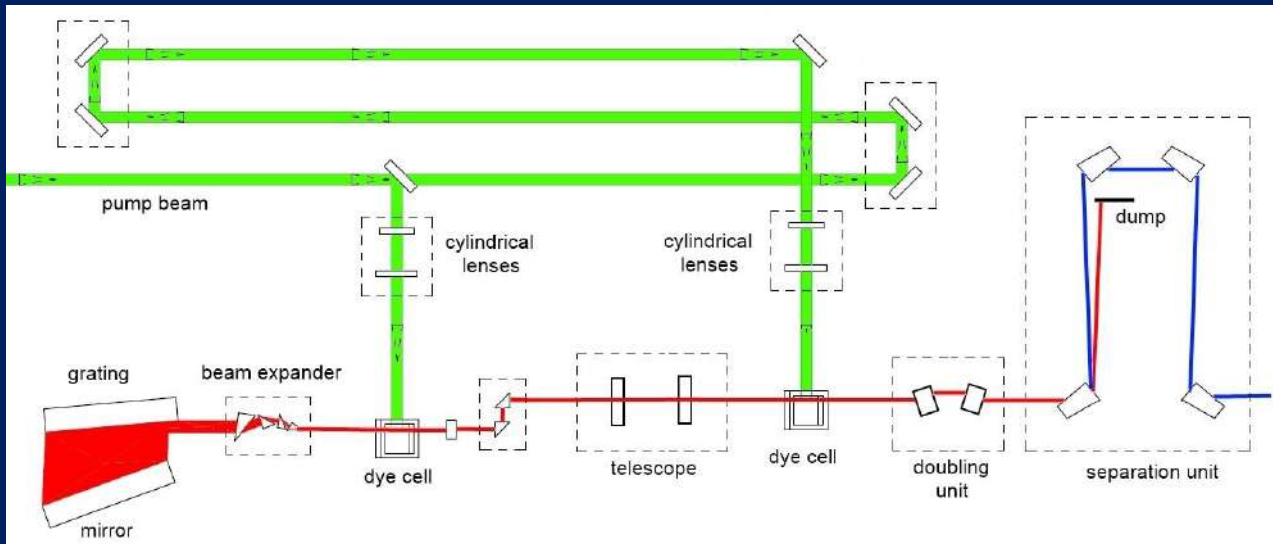 pump beam
cylindrical
lenses
cylindrical
lenses
dump
grating
beam expander
mirror
dye cell
telescope
dye cell
doubling
unit
separation unit